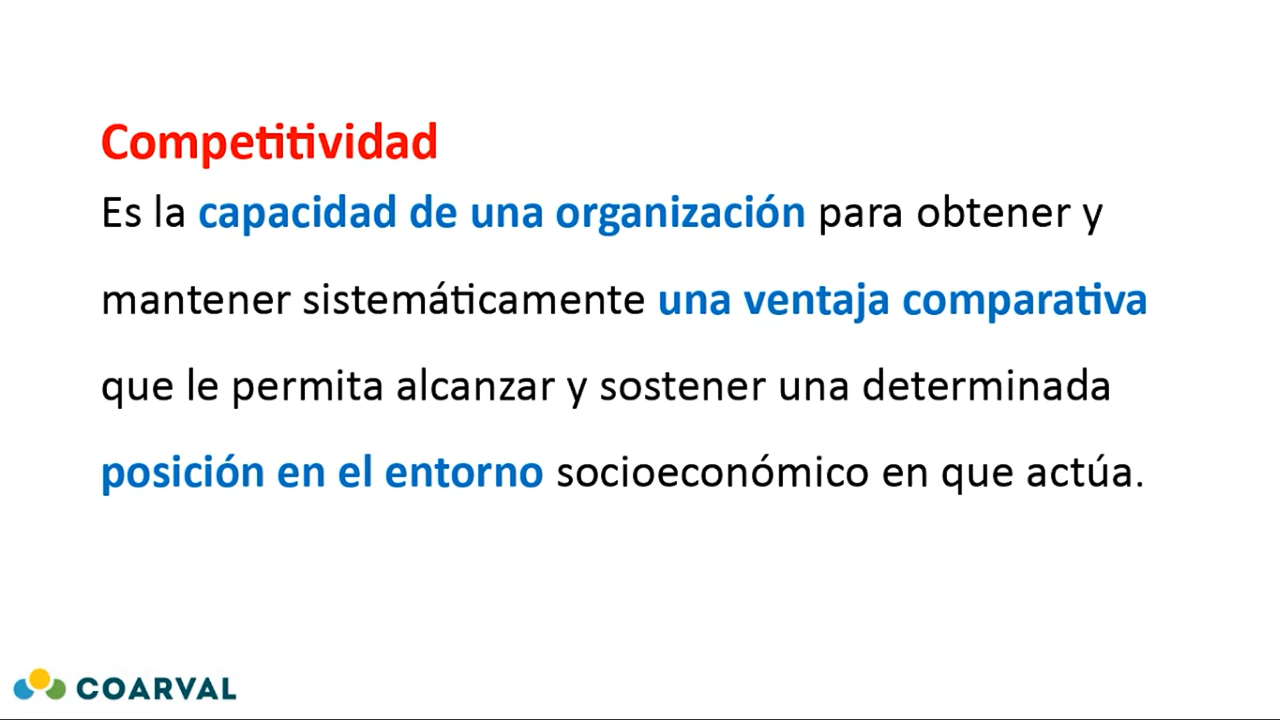 Competitividad
Es la capacidad de una organización para obtener y
mantener sistemáticamente una ventaja comparativa
que le permita alcanzar y sostener una determinada
posición en el entorno socioeconómico en que actúa.
COARVAL